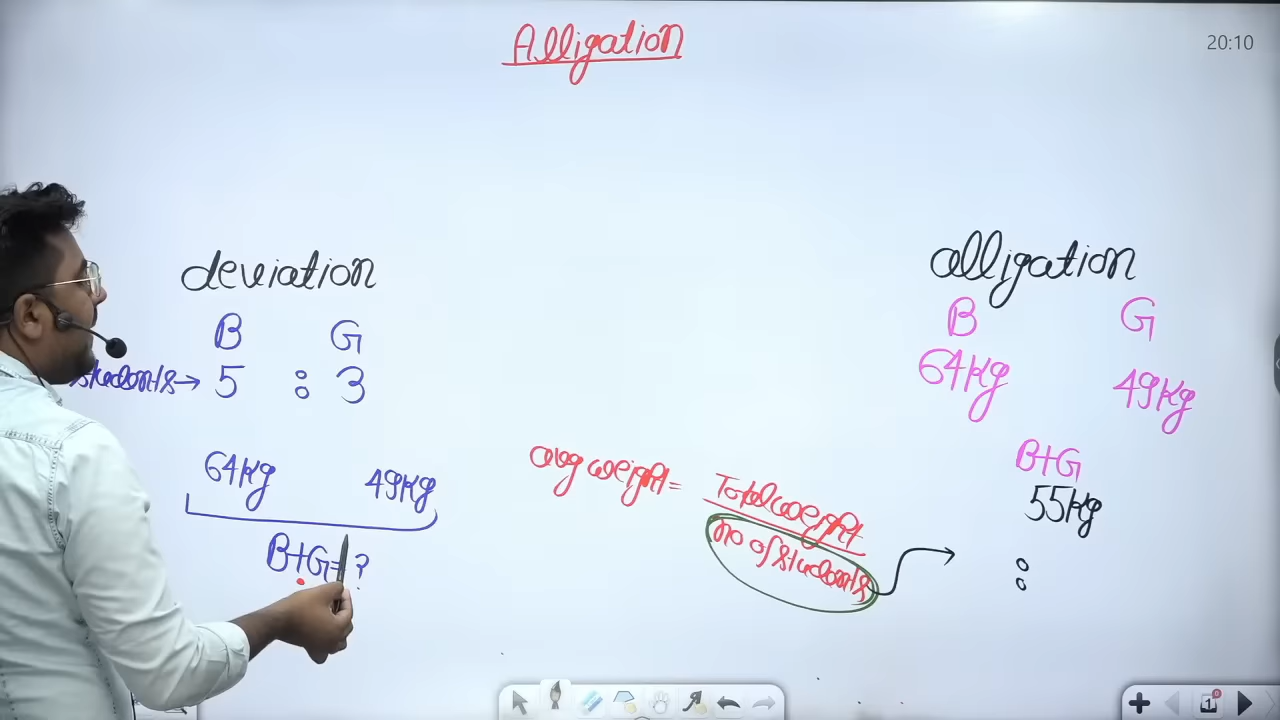 Alligation
20:10
deviation
B G
students→ 5 : 3
64kg 49kg
B+G=?
avg weight = Total weight
no of students
alligation
B G
64kg 49kg
B+G
55kg
:
1